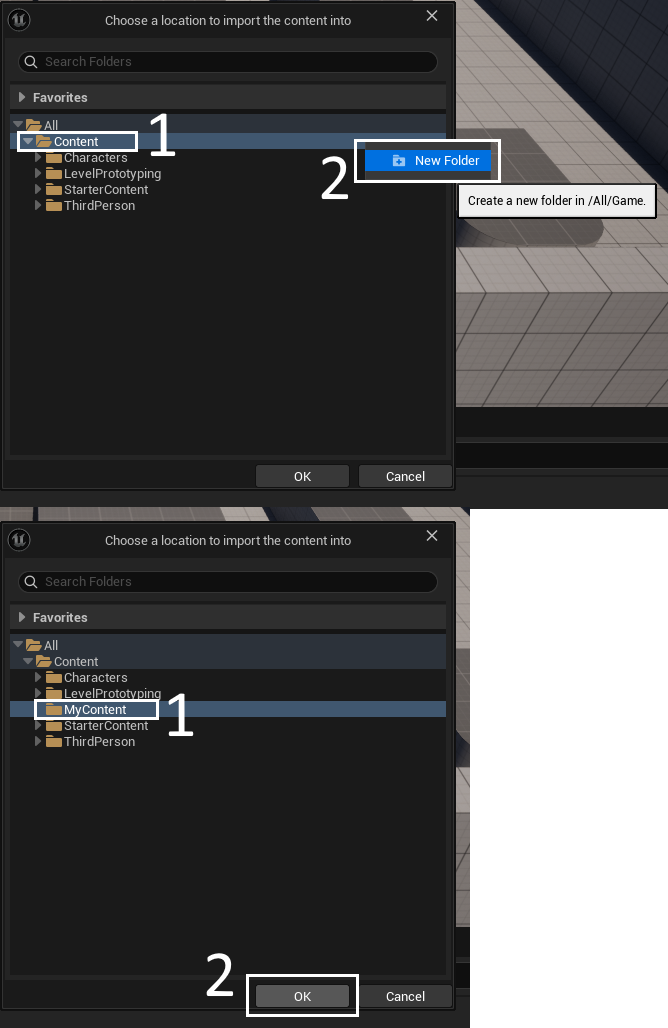 Choose a location to import the content into
Search Folders
Favorites
All
Content
1
Characters
2
New Folder
LevelPrototyping
StarterContent
Create a new folder in /All/Game.
ThirdPerson
OK
Cancel
Choose a location to import the content into
Search Folders
Favorites
All
Content
Characters
LevelPrototyping
MyContent
1
StarterContent
ThirdPerson
2
OK
Cancel